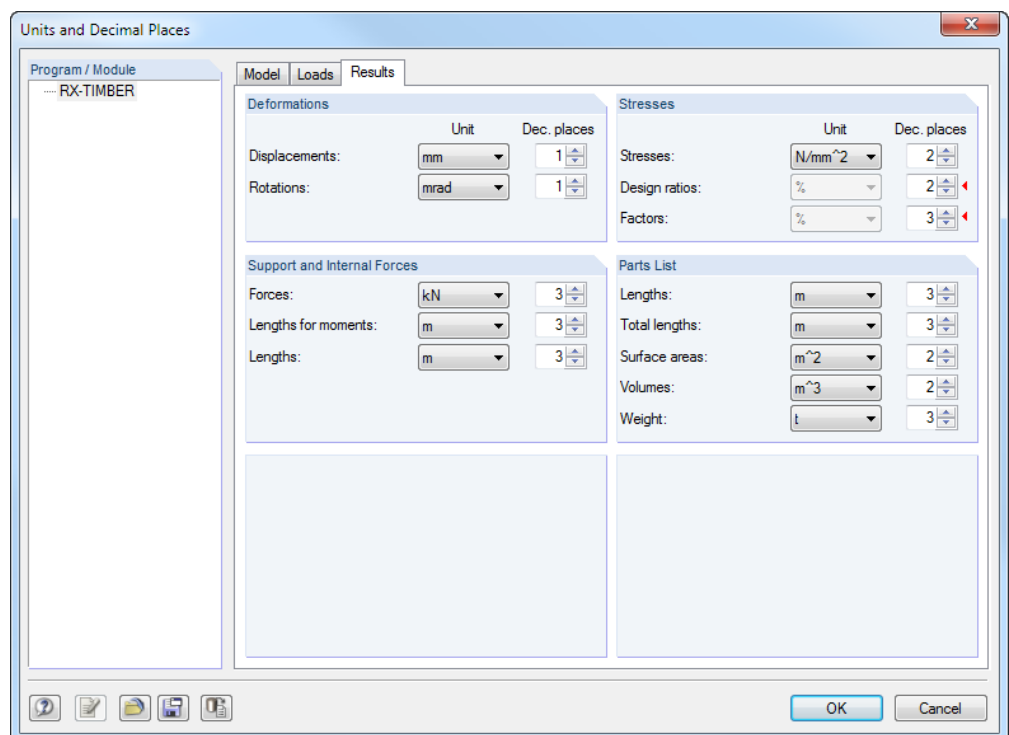 Units and Decimal Places
Program / Module
RX-TIMBER
Model Loads Results
Deformations
Unit Dec. places
Displacements: mm 1
Rotations: mrad 1
Stresses
Unit Dec. places
Stresses: N/mm^2 2
Design ratios: % 2
Factors: % 3
Support and Internal Forces
Forces: kN 3
Lengths for moments: m 3
Lengths: m 3
Parts List
Lengths: m 3
Total lengths: m 3
Surface areas: m^2 2
Volumes: m^3 2
Weight: t 3
OK Cancel